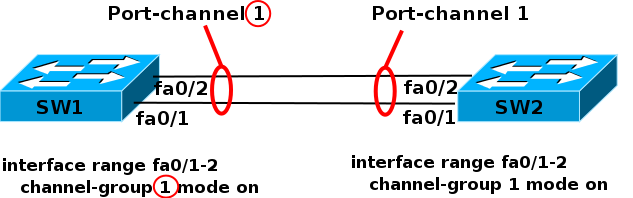 Port-channel 1
Port-channel 1
fa0/2
fa0/2
SW1
SW2
fa0/1
fa0/1
interface range fa0/1-2
channel-group 1 mode on
interface range fa0/1-2
channel-group 1 mode on